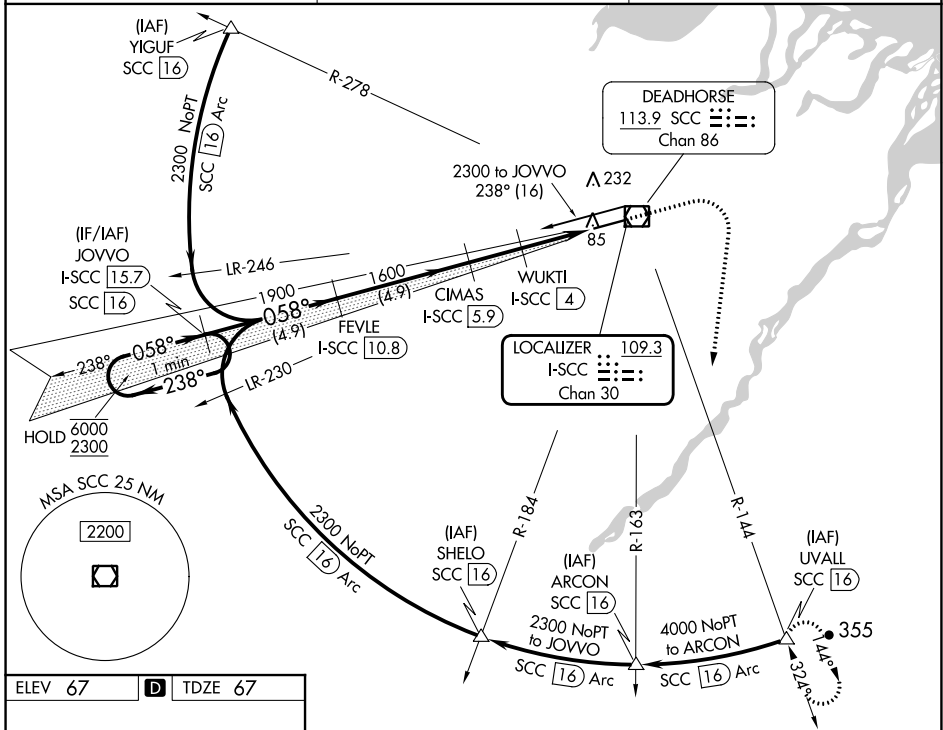 (IAF)
YIGUF
SCC 16
R-278
2300 NoPT
SCC 16 Arc
DEADHORSE
113.9 SCC
Chan 86
2300 to JOVVO
238° (16)
232
85
(IF/IAF)
JOVVO
I-SCC 15.7
SCC 16
LR-246
1900
1600
058°
(4.9)
(4.9)
CIMAS
I-SCC 5.9
WUKTI
I-SCC 4
FEVLE
I-SCC 10.8
238°
058°
1 min
238°
LR-230
HOLD 6000
2300
LOCALIZER 109.3
I-SCC
Chan 30
MSA SCC 25 NM
2200
2300 NoPT
SCC 16 Arc
R-184
R-163
R-144
(IAF)
SHELO
SCC 16
(IAF)
ARCON
SCC 16
(IAF)
UVALL
SCC 16
2300 NoPT
to JOVVO
SCC 16 Arc
4000 NoPT
to ARCON
SCC 16 Arc
355
144°
324°
ELEV 67 D TDZE 67